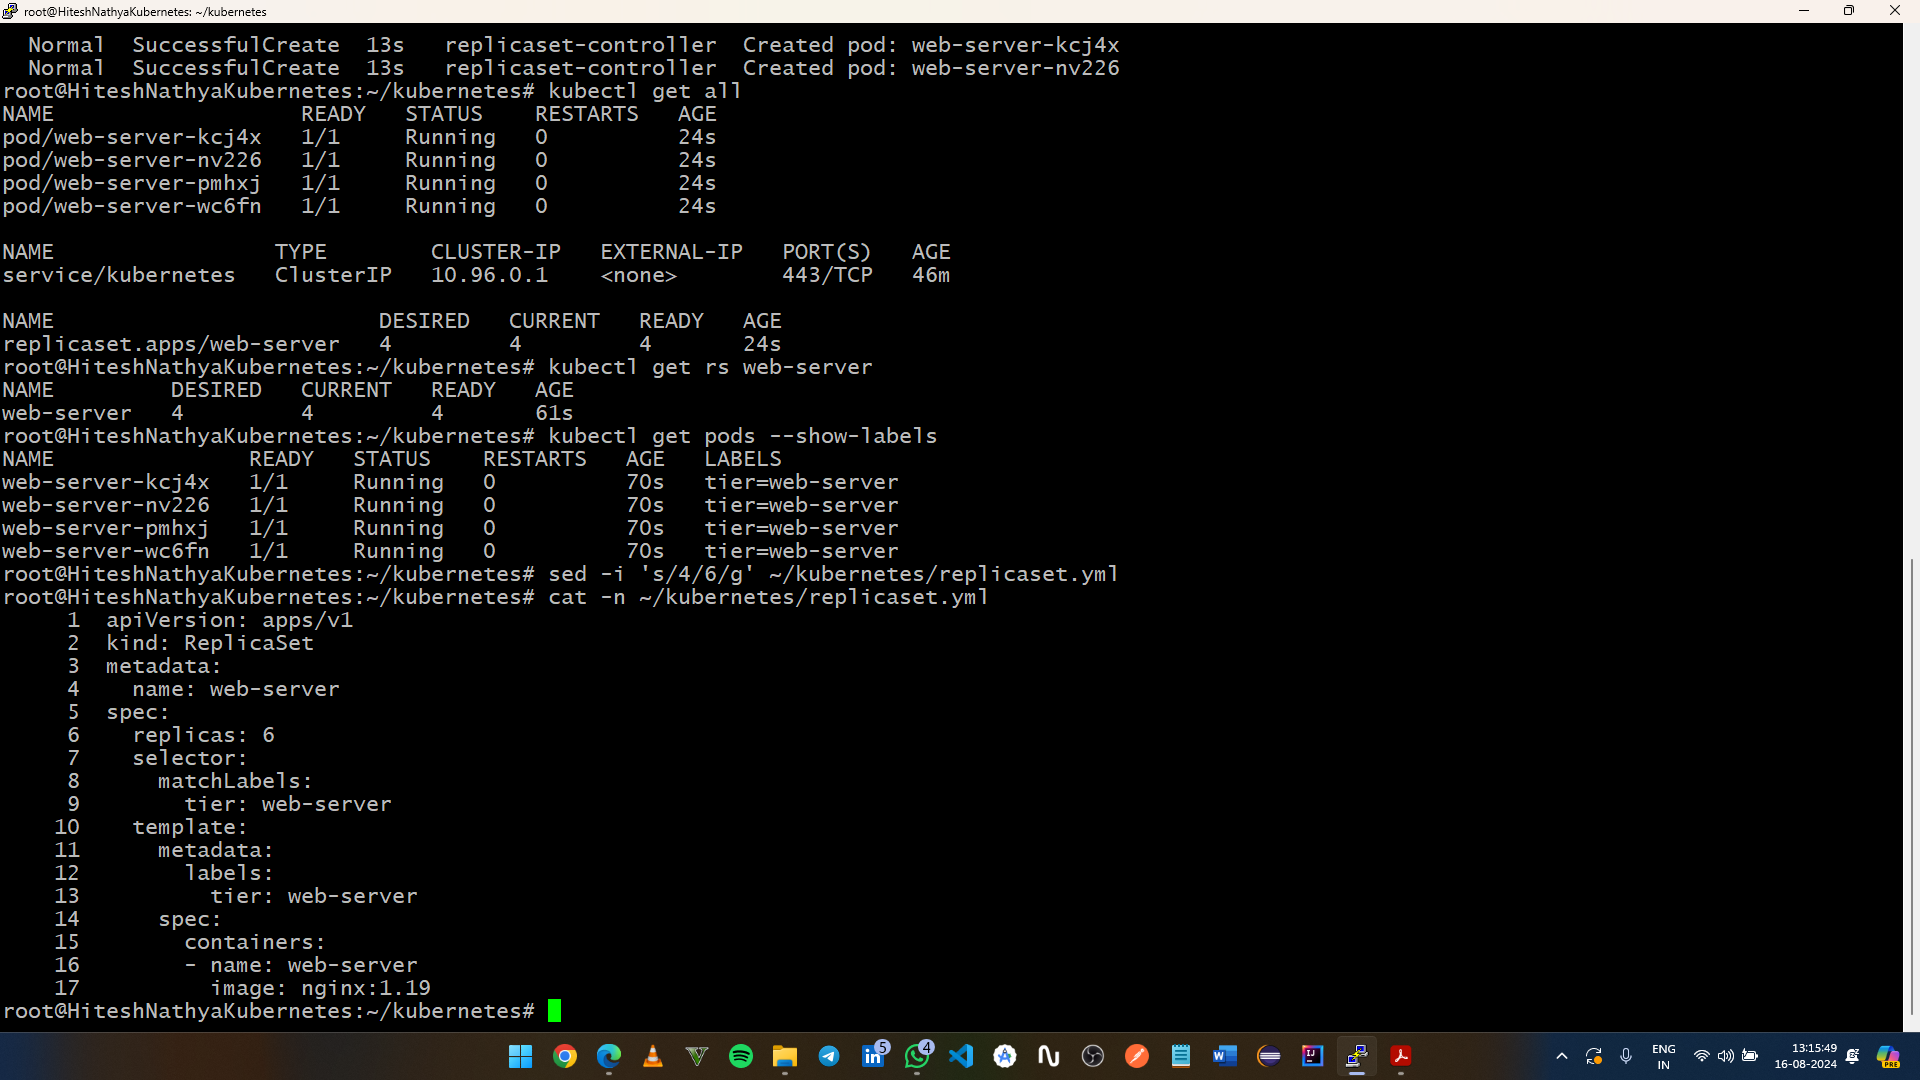 root@HiteshNathyaKubernetes: ~/kubernetes
  Normal  SuccessfulCreate  13s   replicaset-controller  Created pod: web-server-kcj4x
  Normal  SuccessfulCreate  13s   replicaset-controller  Created pod: web-server-nv226
root@HiteshNathyaKubernetes:~/kubernetes# kubectl get all
NAME                   READY   STATUS    RESTARTS   AGE
pod/web-server-kcj4x   1/1     Running   0          24s
pod/web-server-nv226   1/1     Running   0          24s
pod/web-server-pmhxj   1/1     Running   0          24s
pod/web-server-wc6fn   1/1     Running   0          24s

NAME                 TYPE        CLUSTER-IP   EXTERNAL-IP   PORT(S)   AGE
service/kubernetes   ClusterIP   10.96.0.1    <none>        443/TCP   46m

NAME                         DESIRED   CURRENT   READY   AGE
replicaset.apps/web-server   4         4         4       24s
root@HiteshNathyaKubernetes:~/kubernetes# kubectl get rs web-server
NAME         DESIRED   CURRENT   READY   AGE
web-server   4         4         4       61s
root@HiteshNathyaKubernetes:~/kubernetes# kubectl get pods --show-labels
NAME               READY   STATUS    RESTARTS   AGE   LABELS
web-server-kcj4x   1/1     Running   0          70s   tier=web-server
web-server-nv226   1/1     Running   0          70s   tier=web-server
web-server-pmhxj   1/1     Running   0          70s   tier=web-server
web-server-wc6fn   1/1     Running   0          70s   tier=web-server
root@HiteshNathyaKubernetes:~/kubernetes# sed -i 's/4/6/g' ~/kubernetes/replicaset.yml
root@HiteshNathyaKubernetes:~/kubernetes# cat -n ~/kubernetes/replicaset.yml
     1  apiVersion: apps/v1
     2  kind: ReplicaSet
     3  metadata:
     4    name: web-server
     5  spec:
     6    replicas: 6
     7    selector:
     8      matchLabels:
     9        tier: web-server
    10    template:
    11      metadata:
    12        labels:
    13          tier: web-server
    14      spec:
    15        containers:
    16        - name: web-server
    17          image: nginx:1.19
root@HiteshNathyaKubernetes:~/kubernetes#
5
4
ENG
IN
13:15:49
16-08-2024
PRE